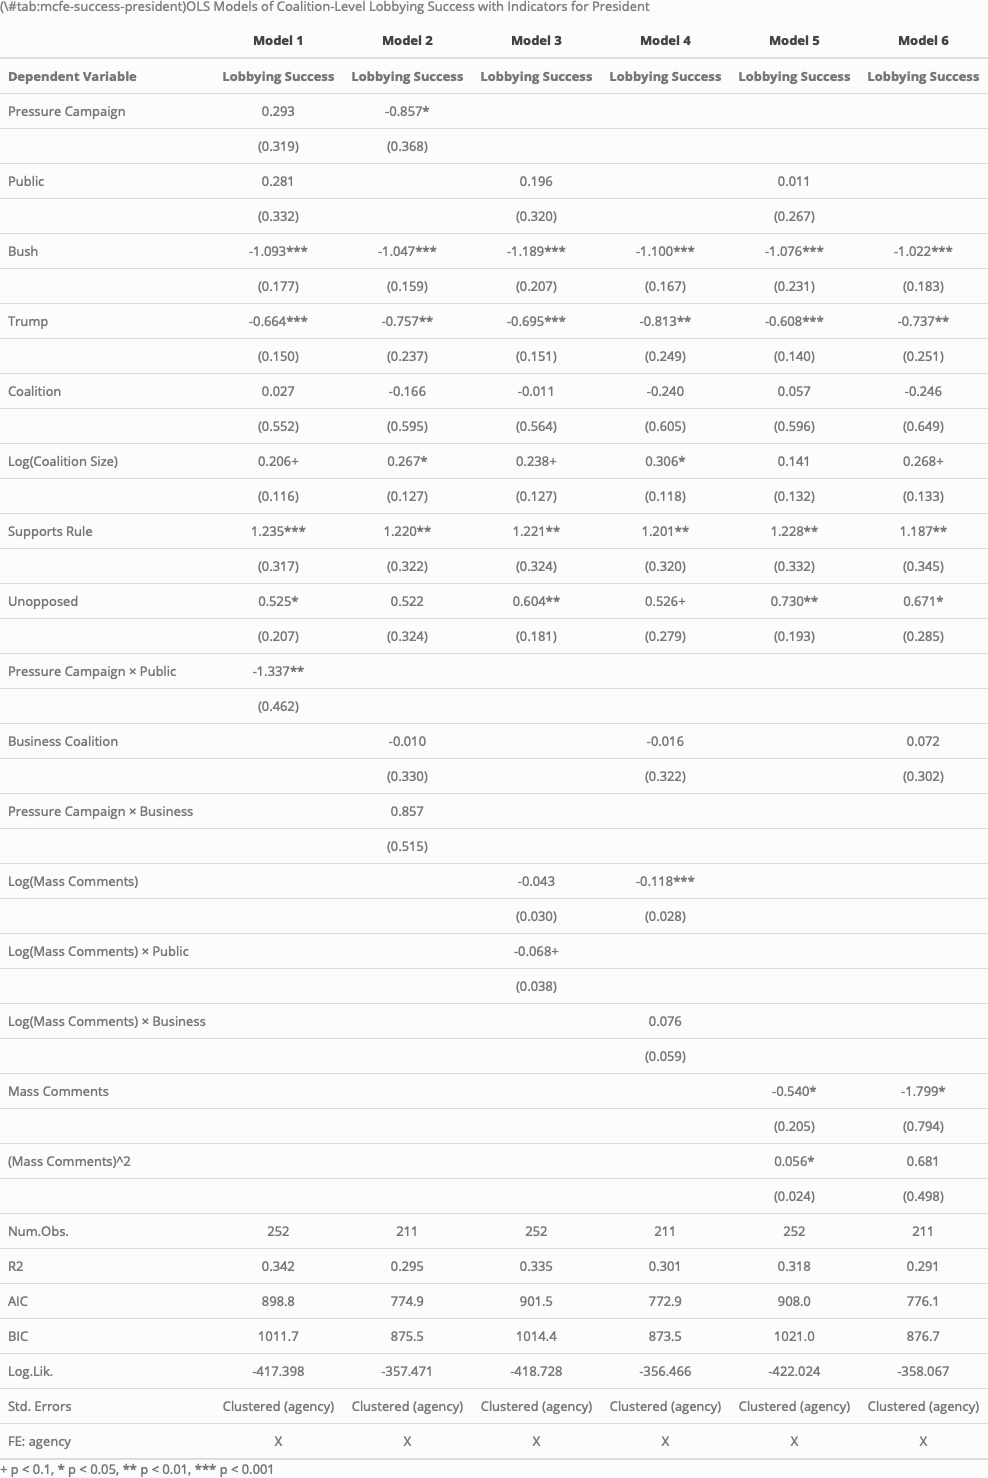 (\#tab:mcfe-success-president)OLS Models of Coalition-Level Lobbying Success with Indicators for President
Model 1 Model 2 Model 3 Model 4 Model 5 Model 6
Dependent Variable Lobbying Success Lobbying Success Lobbying Success Lobbying Success Lobbying Success Lobbying Success
Pressure Campaign 0.293 -0.857*
(0.319) (0.368)
Public 0.281 0.196 0.011
(0.332) (0.320) (0.267)
Bush -1.093*** -1.047*** -1.189*** -1.100*** -1.076*** -1.022***
(0.177) (0.159) (0.207) (0.167) (0.231) (0.183)
Trump -0.664*** -0.757** -0.695*** -0.813** -0.608*** -0.737**
(0.150) (0.237) (0.151) (0.249) (0.140) (0.251)
Coalition 0.027 -0.166 -0.011 -0.240 0.057 -0.246
(0.552) (0.595) (0.564) (0.605) (0.596) (0.649)
Log(Coalition Size) 0.206+ 0.267* 0.238+ 0.306* 0.141 0.268+
(0.116) (0.127) (0.127) (0.118) (0.132) (0.133)
Supports Rule 1.235*** 1.220** 1.221** 1.201** 1.228** 1.187**
(0.317) (0.322) (0.324) (0.320) (0.332) (0.345)
Unopposed 0.525* 0.522 0.604** 0.526+ 0.730** 0.671*
(0.207) (0.324) (0.181) (0.279) (0.193) (0.285)
Pressure Campaign × Public -1.337**
(0.462)
Business Coalition -0.010 -0.016 0.072
(0.330) (0.322) (0.302)
Pressure Campaign × Business 0.857
(0.515)
Log(Mass Comments) -0.043 -0.118***
(0.030) (0.028)
Log(Mass Comments) × Public -0.068+
(0.038)
Log(Mass Comments) × Business 0.076
(0.059)
Mass Comments -0.540* -1.799*
(0.205) (0.794)
(Mass Comments)^2 0.056* 0.681
(0.024) (0.498)
Num.Obs. 252 211 252 211 252 211
R2 0.342 0.295 0.335 0.301 0.318 0.291
AIC 898.8 774.9 901.5 772.9 908.0 776.1
BIC 1011.7 875.5 1014.4 873.5 1021.0 876.7
Log.Lik. -417.398 -357.471 -418.728 -356.466 -422.024 -358.067
Std. Errors Clustered (agency) Clustered (agency) Clustered (agency) Clustered (agency) Clustered (agency) Clustered (agency)
FE: agency X X X X X X
+ p < 0.1, * p < 0.05, ** p < 0.01, *** p < 0.001